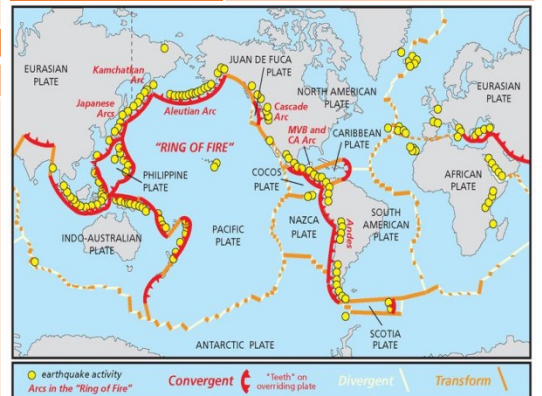 EURASIAN
PLATE
Kamchatkan
Arc
JUAN DE FUCA
PLATE
NORTH AMERICAN
PLATE
EURASIAN
PLATE
Japanese
Arcs
Aleutian Arc
Cascade
Arc
"RING OF FIRE"
MVB and
CA Arc
CARIBBEAN
PLATE
PHILIPPINE
PLATE
COCOS
PLATE
AFRICAN
PLATE
INDO-AUSTRALIAN
PLATE
PACIFIC
PLATE
NAZCA
PLATE
Andes
SOUTH
AMERICAN
PLATE
ANTARCTIC PLATE
SCOTIA
PLATE
earthquake activity
Arcs in the "Ring of Fire"
Convergent
"Teeth" on
overriding plate
Divergent
Transform